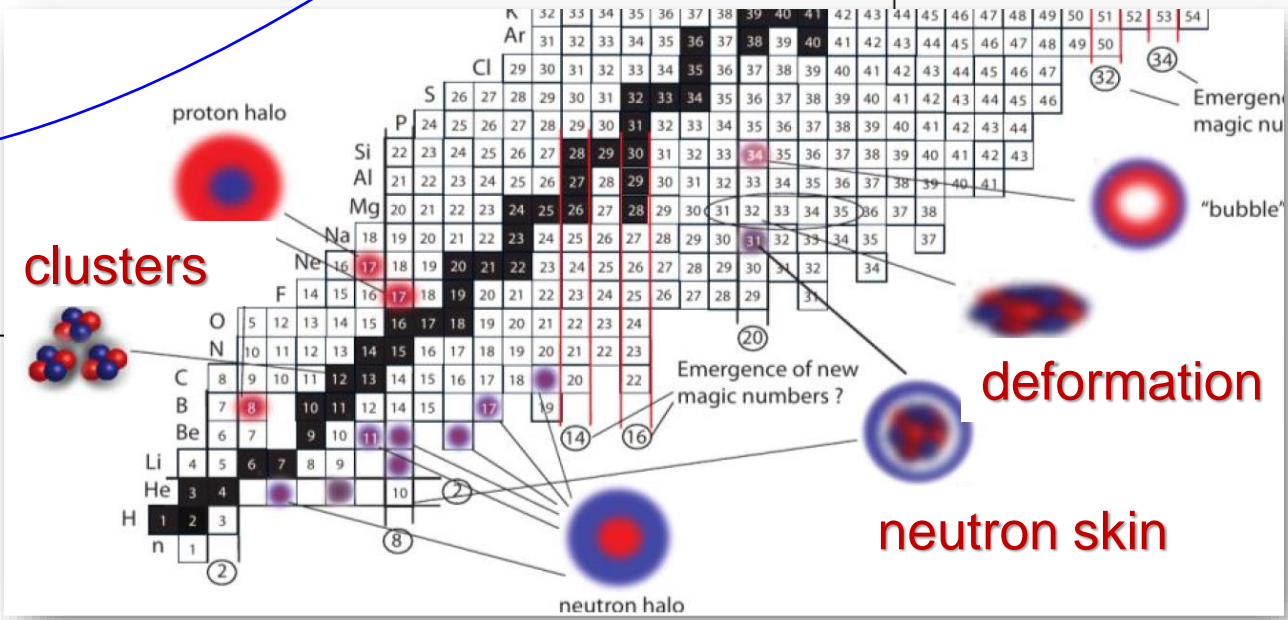 K 32 33 34 35 36 37 38 39 40 41 42 43 44 45 46 47 48 49 50 51 52 53 54
Ar 31 32 33 34 35 36 37 38 39 40 41 42 43 44 45 46 47 48 49 50
34
Cl 29 30 31 32 33 34 35 36 37 38 39 40 41 42 43 44 45 46 47
32
S 26 27 28 29 30 31 32 33 34 35 36 37 38 39 40 41 42 43 44 45 46
magic
proton halo
P 24 25 26 27 28 29 30 31 32 33 34 35 36 37 38 39 40 41 42 43 44
Si 22 23 24 25 26 27 28 29 30 31 32 33 34 35 36 37 38 39 40 41 42 43
Al 21 22 23 24 25 26 27 28 29 30 31 32 33 34 35 36 37 38 39 40 41
Mg 20 21 22 23 24 25 26 27 28 29 30 31 32 33 34 35 36 37 38
"bubble"
Na 18 19 20 21 22 23 24 25 26 27 28 29 30 31 32 33 34 35 37
clusters
Ne 16 17 18 19 20 21 22 23 24 25 26 27 28 29 30 31 32 34
F 14 15 16 17 18 19 20 21 22 23 24 25 26 27 28 29 31
O 5 12 13 14 15 16 17 18 19 20 21 22 23 24
20
N 10 11 12 13 14 15 16 17 18 19 20 21 22 23
C 8 9 10 11 12 13 14 15 16 17 18 20 22
Emergence of new
magic numbers ?
deformation
B 7 8 10 11 12 14 15 17 19
Be 6 7 9 10 11
14 16
Li 4 5 6 7 8 9
He 3 4 10
2
H 1 2 3
neutron skin
n 1
8
2
neutron halo